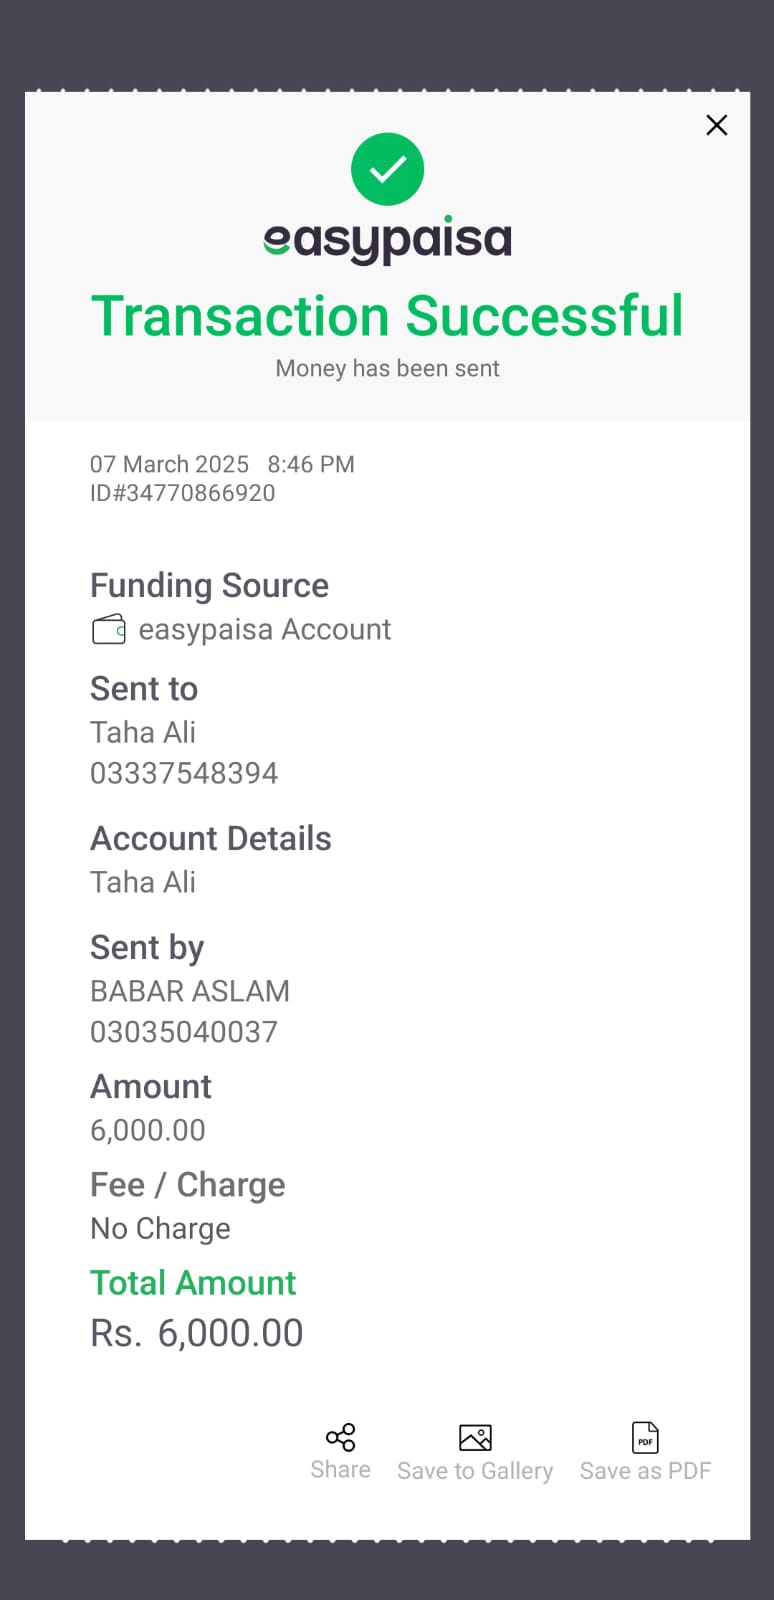 easypaisa
Transaction Successful
Money has been sent
07 March 2025 8:46 PM
ID#34770866920
Funding Source
easypaisa Account
Sent to
Taha Ali
03337548394
Account Details
Taha Ali
Sent by
BABAR ASLAM
03035040037
Amount
6,000.00
Fee / Charge
No Charge
Total Amount
Rs. 6,000.00
PDF
Share Save to Gallery Save as PDF